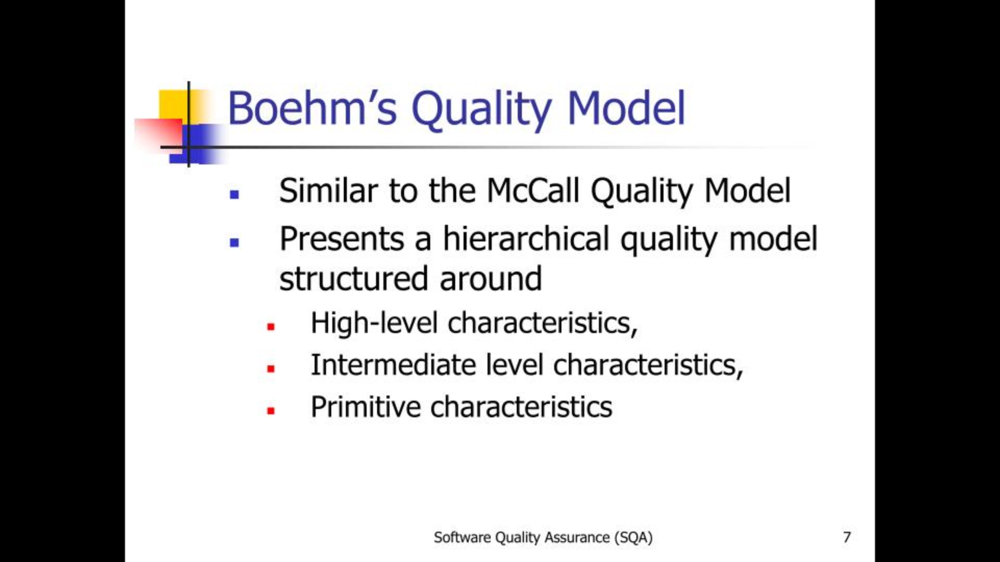 Boehm’s Quality Model
Similar to the McCall Quality Model
Presents a hierarchical quality model
structured around
High-level characteristics,
Intermediate level characteristics,
Primitive characteristics
Software Quality Assurance (SQA)
7